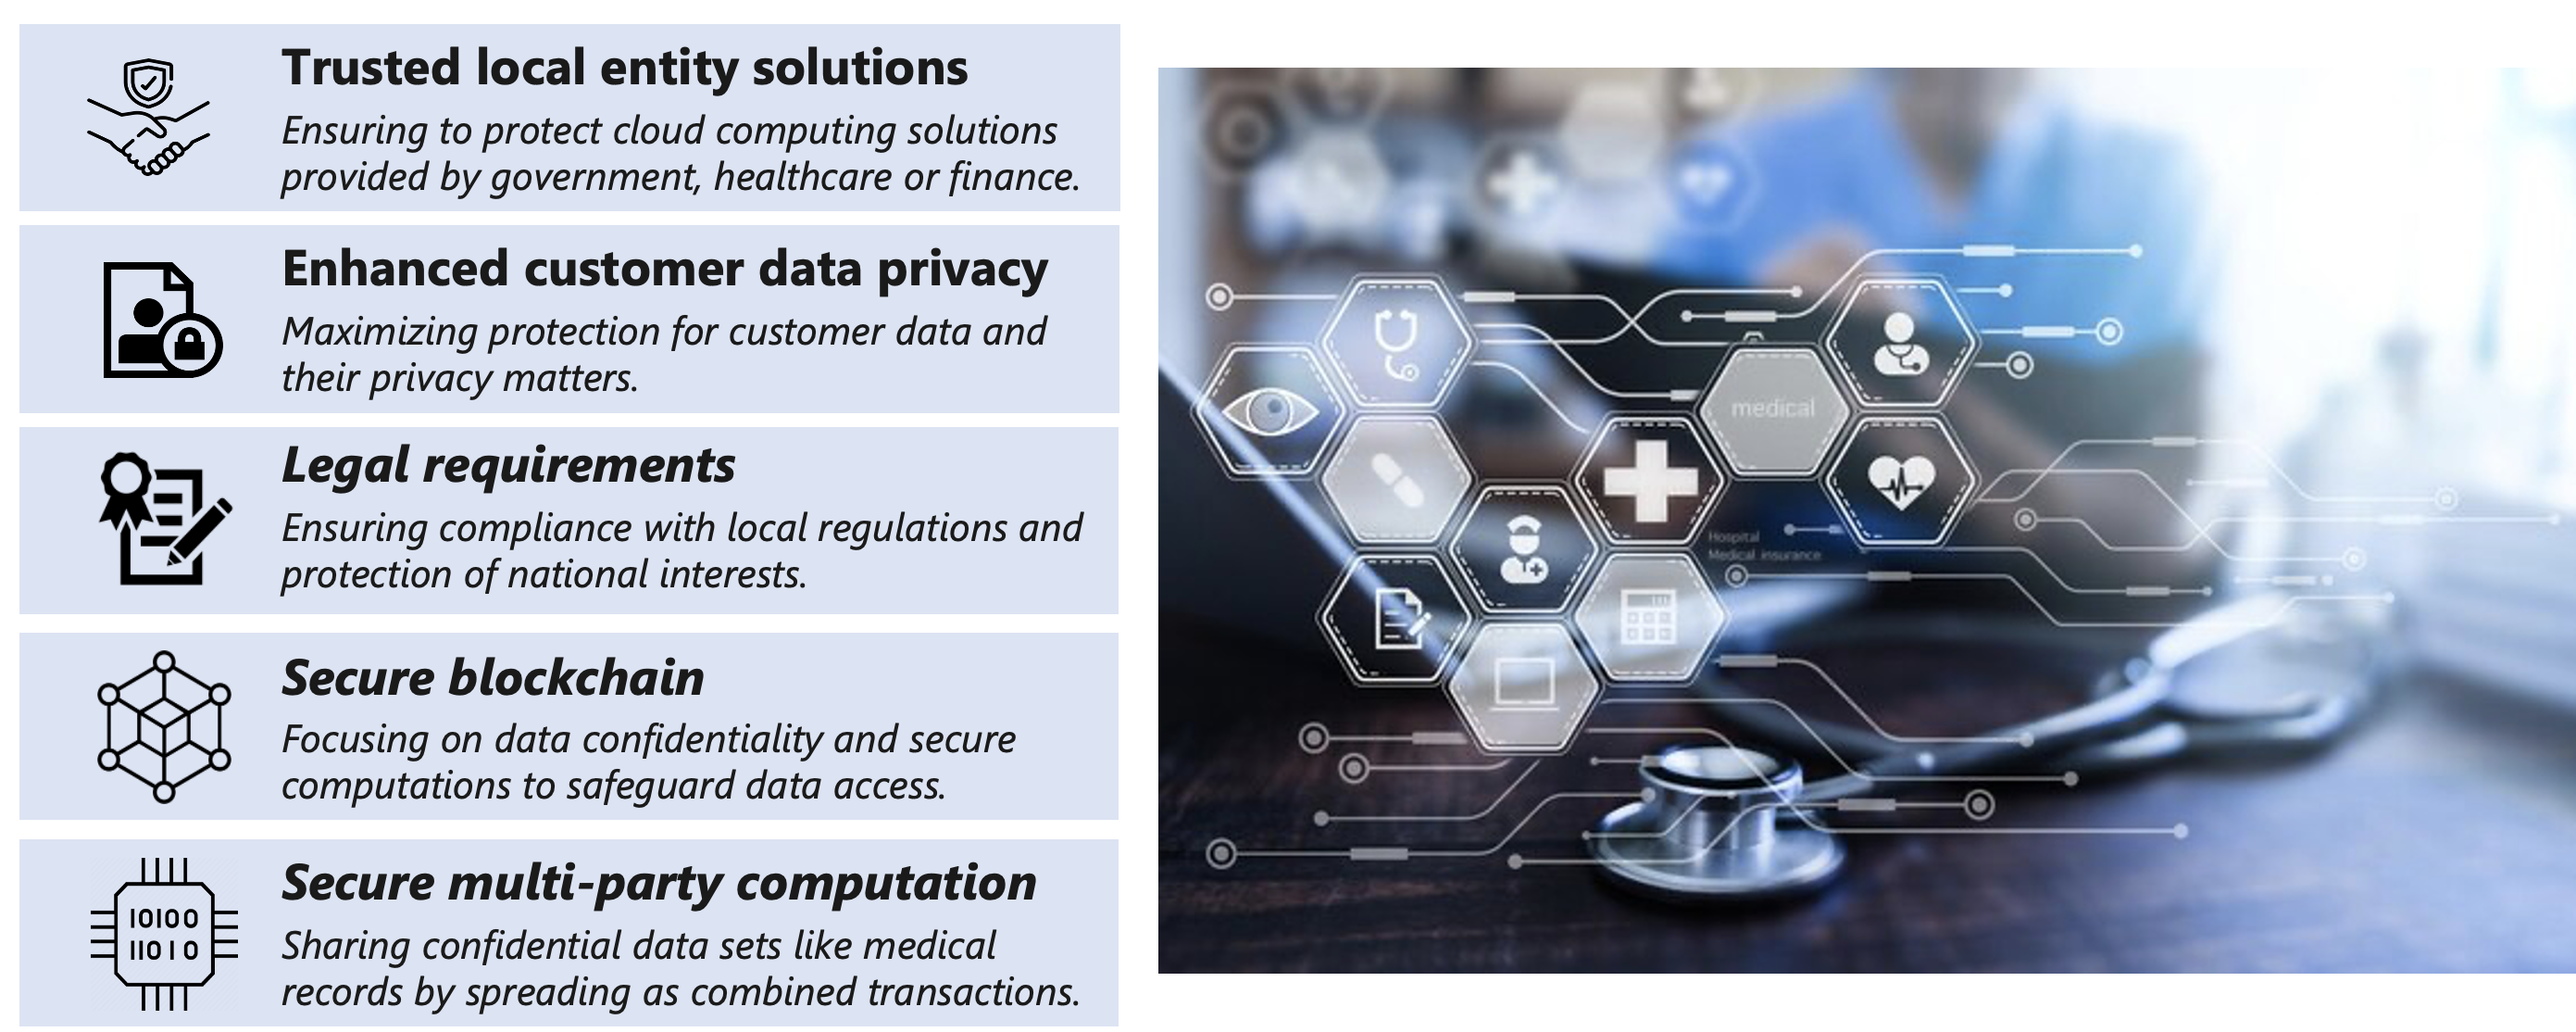 Trusted local entity solutions
Ensuring to protect cloud computing solutions
provided by government, healthcare or finance.
Enhanced customer data privacy
Maximizing protection for customer data and
their privacy matters.
Legal requirements
Ensuring compliance with local regulations and
protection of national interests.
Secure blockchain
Focusing on data confidentiality and secure
computations to safeguard data access.
10100
11010
Secure multi-party computation
Sharing confidential data sets like medical
records by spreading as combined transactions.
medical
Hospital
Medical insurance